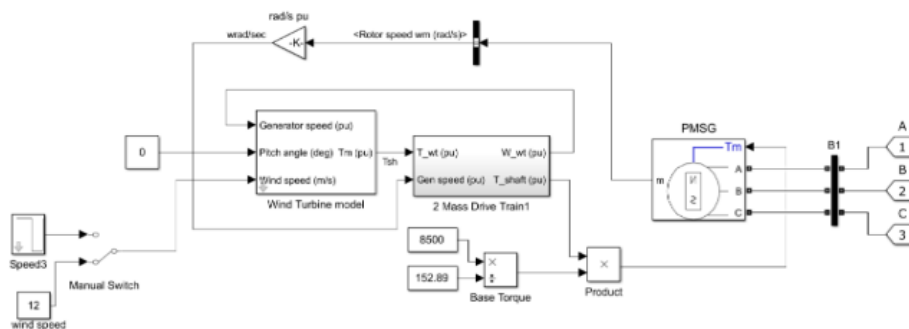 rad/s pu
wrad/sec
-K-
<Rotor speed wm (rad/s)>
Generator speed (pu)
Pitch angle (deg) Tm (pu)
Wind speed (m/s)
Wind Turbine model
0
Tsh
T_wt (pu) W_wt (pu)
Gen speed (pu) T_shaft (pu)
2 Mass Drive Train1
PMSG
Tm
m
A
B
C
N
S
B1
A
1
B
2
C
3
Speed3
Manual Switch
12
wind speed
8500
152.89
×
÷
Base Torque
×
Product